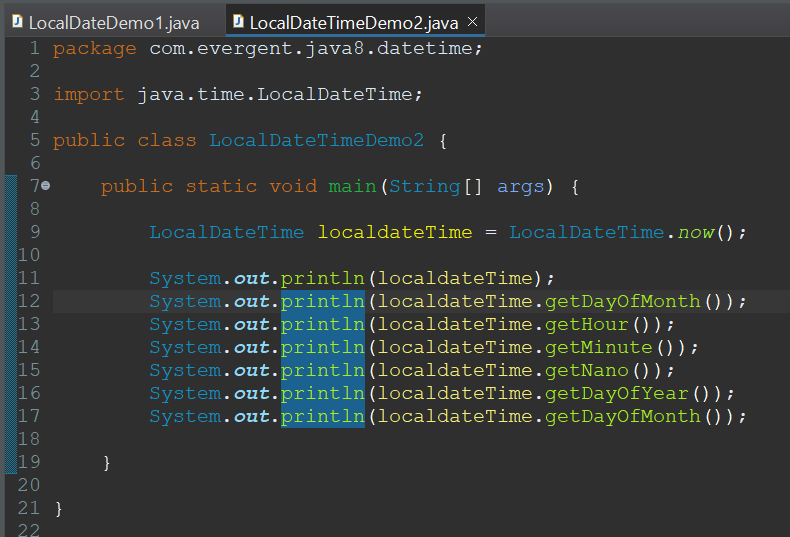 LocalDateDemo1.java LocalDateTimeDemo2.java
1 package com.evergent.java8.datetime;
2
3 import java.time.LocalDateTime;
4
5 public class LocalDateTimeDemo2 {
6
7 public static void main(String[] args) {
8
9 LocalDateTime localdateTime = LocalDateTime.now();
10
11 System.out.println(localdateTime);
12 System.out.println(localdateTime.getDayOfMonth());
13 System.out.println(localdateTime.getHour());
14 System.out.println(localdateTime.getMinute());
15 System.out.println(localdateTime.getNano());
16 System.out.println(localdateTime.getDayOfYear());
17 System.out.println(localdateTime.getDayOfMonth());
18
19 }
20
21 }
22